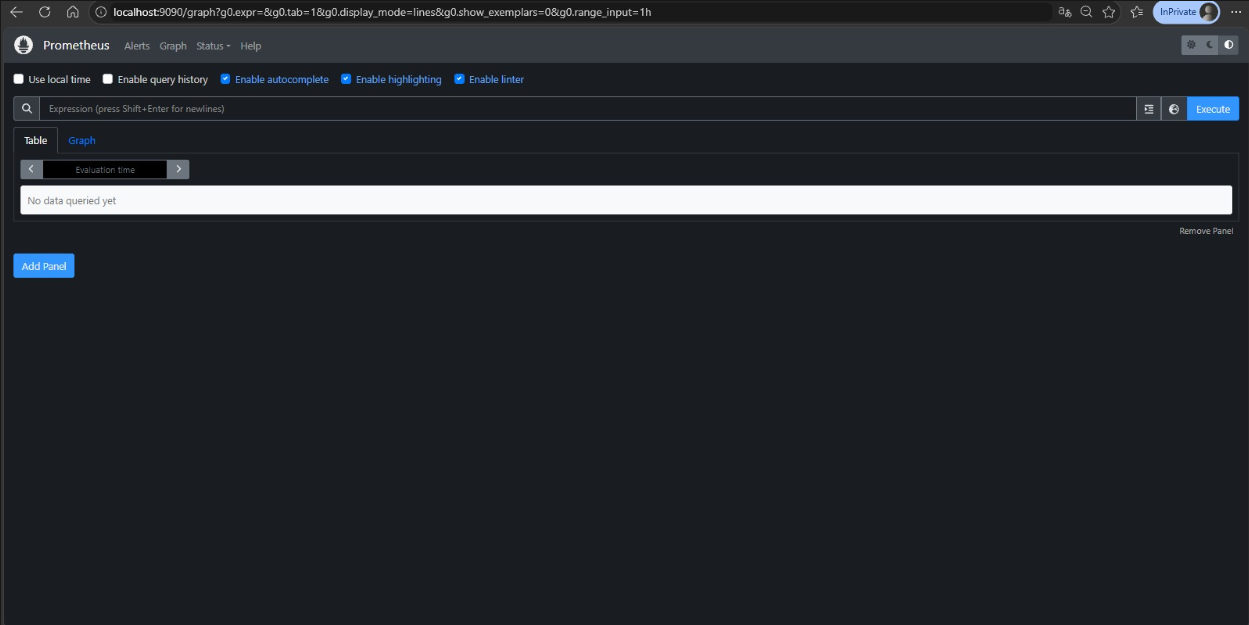 localhost:9090/graph?g0.expr=&g0.tab=1&g0.display_mode=lines&g0.show_exemplars=0&g0.range_input=1h InPrivate
Prometheus Alerts Graph Status Help
Use local time Enable query history Enable autocomplete Enable highlighting Enable linter
Expression (press Shift+Enter for newlines) Execute
Table Graph
Evaluation time
No data queried yet
Remove Panel
Add Panel